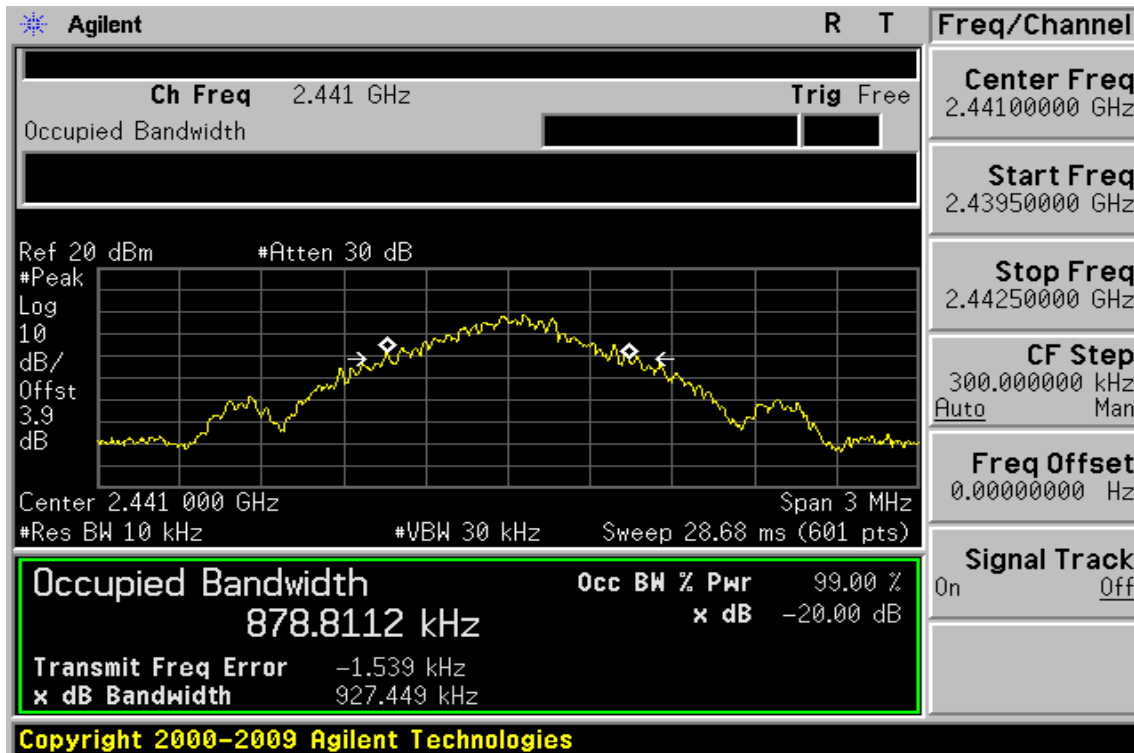 Agilent R T Freq/Channel
Ch Freq 2.441 GHz Trig Free
Occupied Bandwidth
Center Freq
2.44100000 GHz
Start Freq
2.43950000 GHz
Stop Freq
2.44250000 GHz
CF Step
300.000000 kHz
Auto Man
Freq Offset
0.00000000 Hz
Signal Track
On Off
Ref 20 dBm #Atten 30 dB
#Peak
Log
10
dB/
Offst
3.9
dB
Center 2.441 000 GHz Span 3 MHz
#Res BW 10 kHz #VBW 30 kHz Sweep 28.68 ms (601 pts)
Occupied Bandwidth Occ BW % Pwr 99.00 %
878.8112 kHz x dB -20.00 dB
Transmit Freq Error -1.539 kHz
x dB Bandwidth 927.449 kHz
Copyright 2000-2009 Agilent Technologies